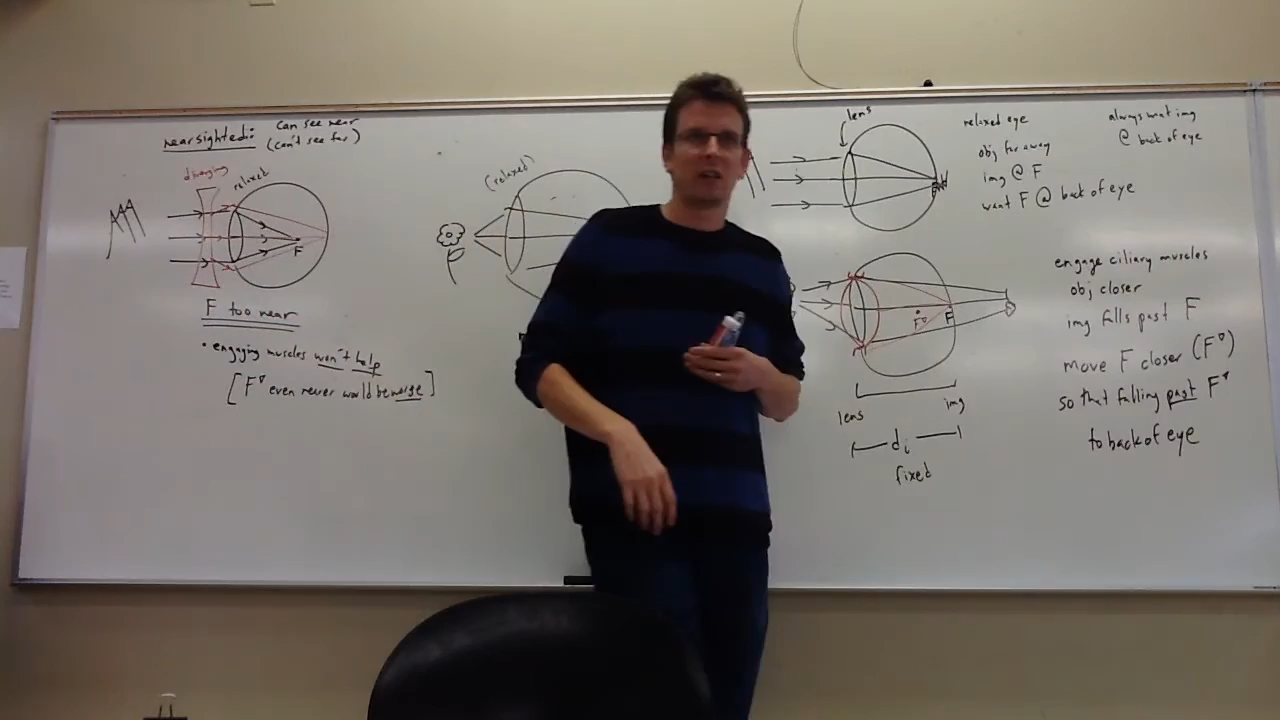 nearsighted: can see near
(can't see far)
diverging
relaxed
F
F too near
• engaging muscles won't help
[F' even nearer would be worse]
(relaxed)
lens
relaxed eye
obj far away
img @ F
want F @ back of eye
always want img
@ back of eye
F'
F
lens
img
di
fixed
engage ciliary muscles
obj closer
img falls past F
move F closer (F')
so that falling past F'
to back of eye